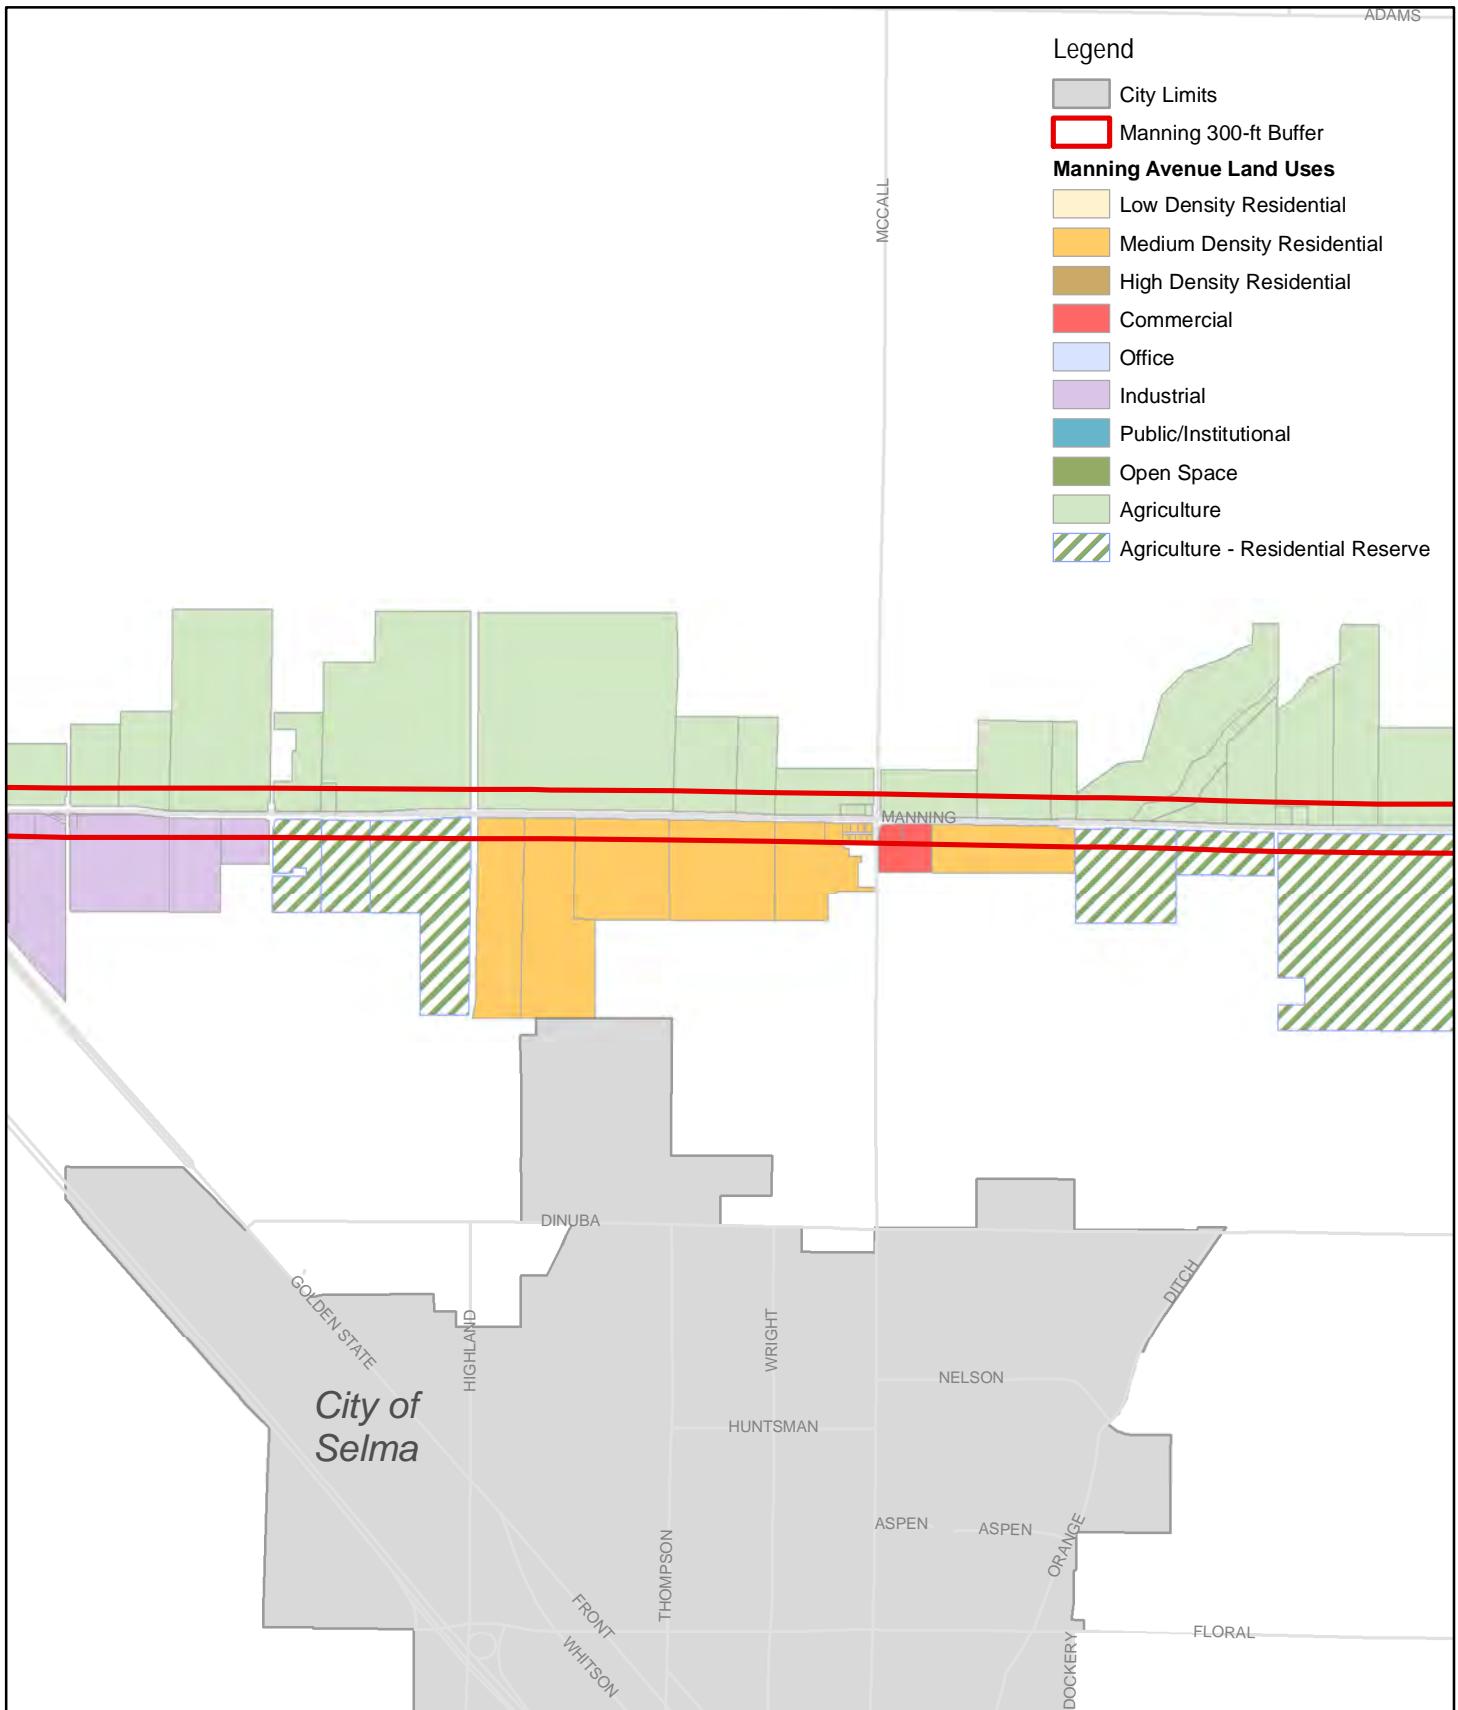 ADAMS
Legend
City Limits
Manning 300-ft Buffer
Manning Avenue Land Uses
Low Density Residential
Medium Density Residential
High Density Residential
Commercial
Office
Industrial
Public/Institutional
Open Space
Agriculture
Agriculture - Residential Reserve
MCCALL
MANNING
DINUBA
GOLDEN STATE
HIGHLAND
WRIGHT
DITCH
NELSON
City of
Selma
HUNTSMAN
ASPEN
ASPEN
ORANGE
THOMPSON
FRONT
WHITSON
FLORAL
DOCKERY